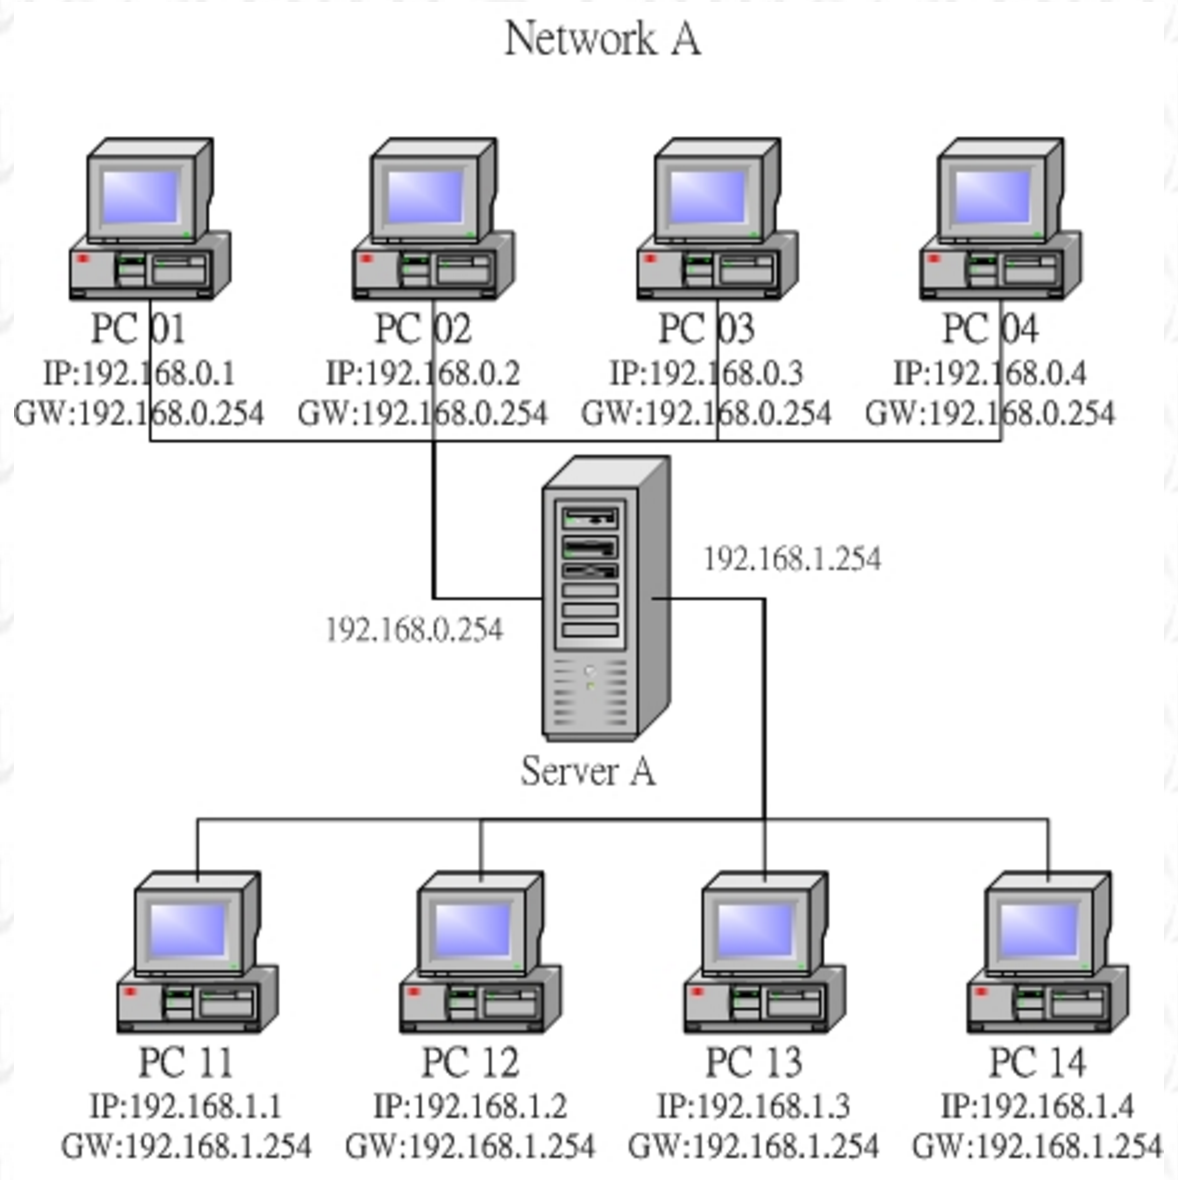 Network A
PC 01
IP:192.168.0.1
GW:192.168.0.254
PC 02
IP:192.168.0.2
GW:192.168.0.254
PC 03
IP:192.168.0.3
GW:192.168.0.254
PC 04
IP:192.168.0.4
GW:192.168.0.254
192.168.1.254
192.168.0.254
Server A
PC 11
IP:192.168.1.1
GW:192.168.1.254
PC 12
IP:192.168.1.2
GW:192.168.1.254
PC 13
IP:192.168.1.3
GW:192.168.1.254
PC 14
IP:192.168.1.4
GW:192.168.1.254